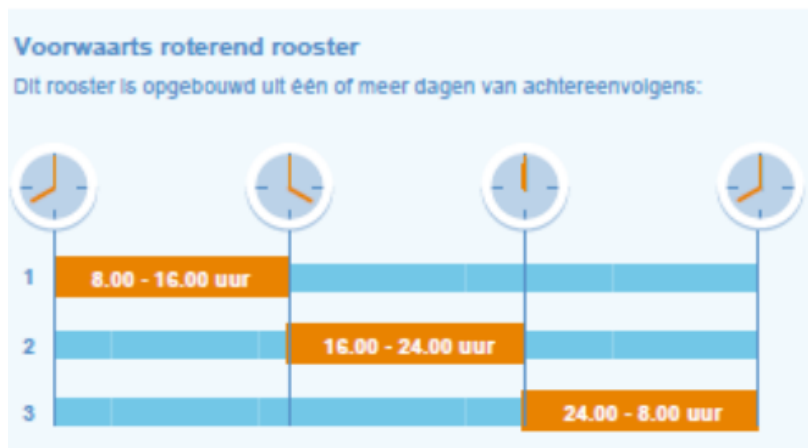 Voorwaarts roterend rooster
Dit rooster is opgebouwd uit één of meer dagen van achtereenvolgens:
1 8.00 - 16.00 uur
2 16.00 - 24.00 uur
3 24.00 - 8.00 uur